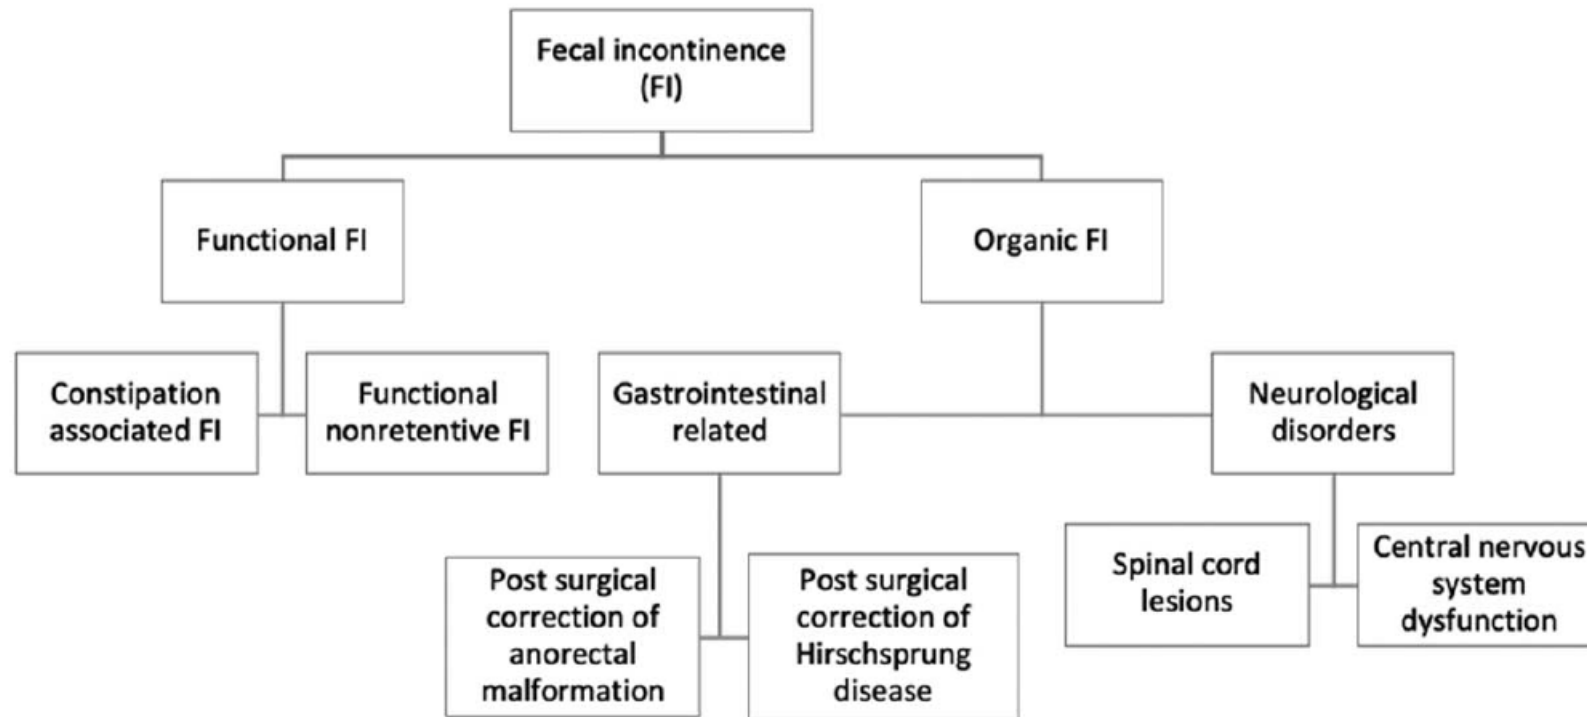 Fecal incontinence
(FI)
Functional FI
Organic FI
Constipation
associated FI
Functional
nonretentive FI
Gastrointestinal
related
Neurological
disorders
Post surgical
correction of
anorectal
malformation
Post surgical
correction of
Hirschsprung
disease
Spinal cord
lesions
Central nervous
system
dysfunction